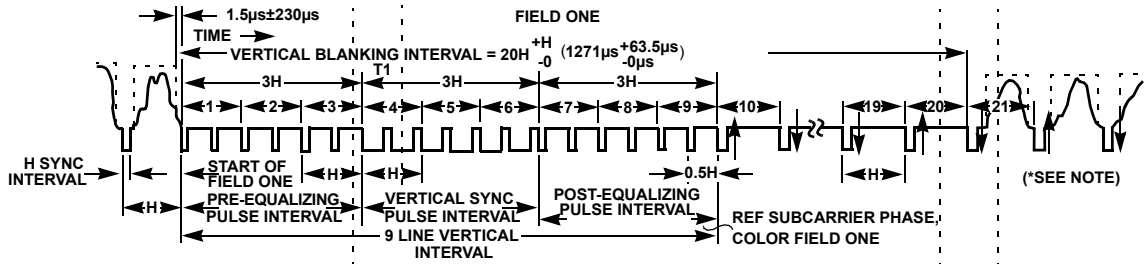 1.5µs±230µs
FIELD ONE
TIME
VERTICAL BLANKING INTERVAL = 20H +H -0 (1271µs +63.5µs -0µs)
T1
3H 3H 3H
1 2 3 4 5 6 7 8 9 10 19 20 21
H SYNC INTERVAL
START OF FIELD ONE
H H 0.5H H
(*SEE NOTE)
H
PRE-EQUALIZING PULSE INTERVAL
VERTICAL SYNC PULSE INTERVAL
POST-EQUALIZING PULSE INTERVAL
REF SUBCARRIER PHASE, COLOR FIELD ONE
9 LINE VERTICAL INTERVAL